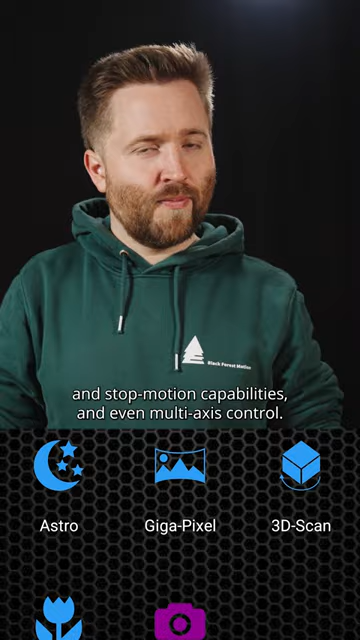 Black Forest Motion
and stop-motion capabilities,
and even multi-axis control.
Astro
Giga-Pixel
3D-Scan